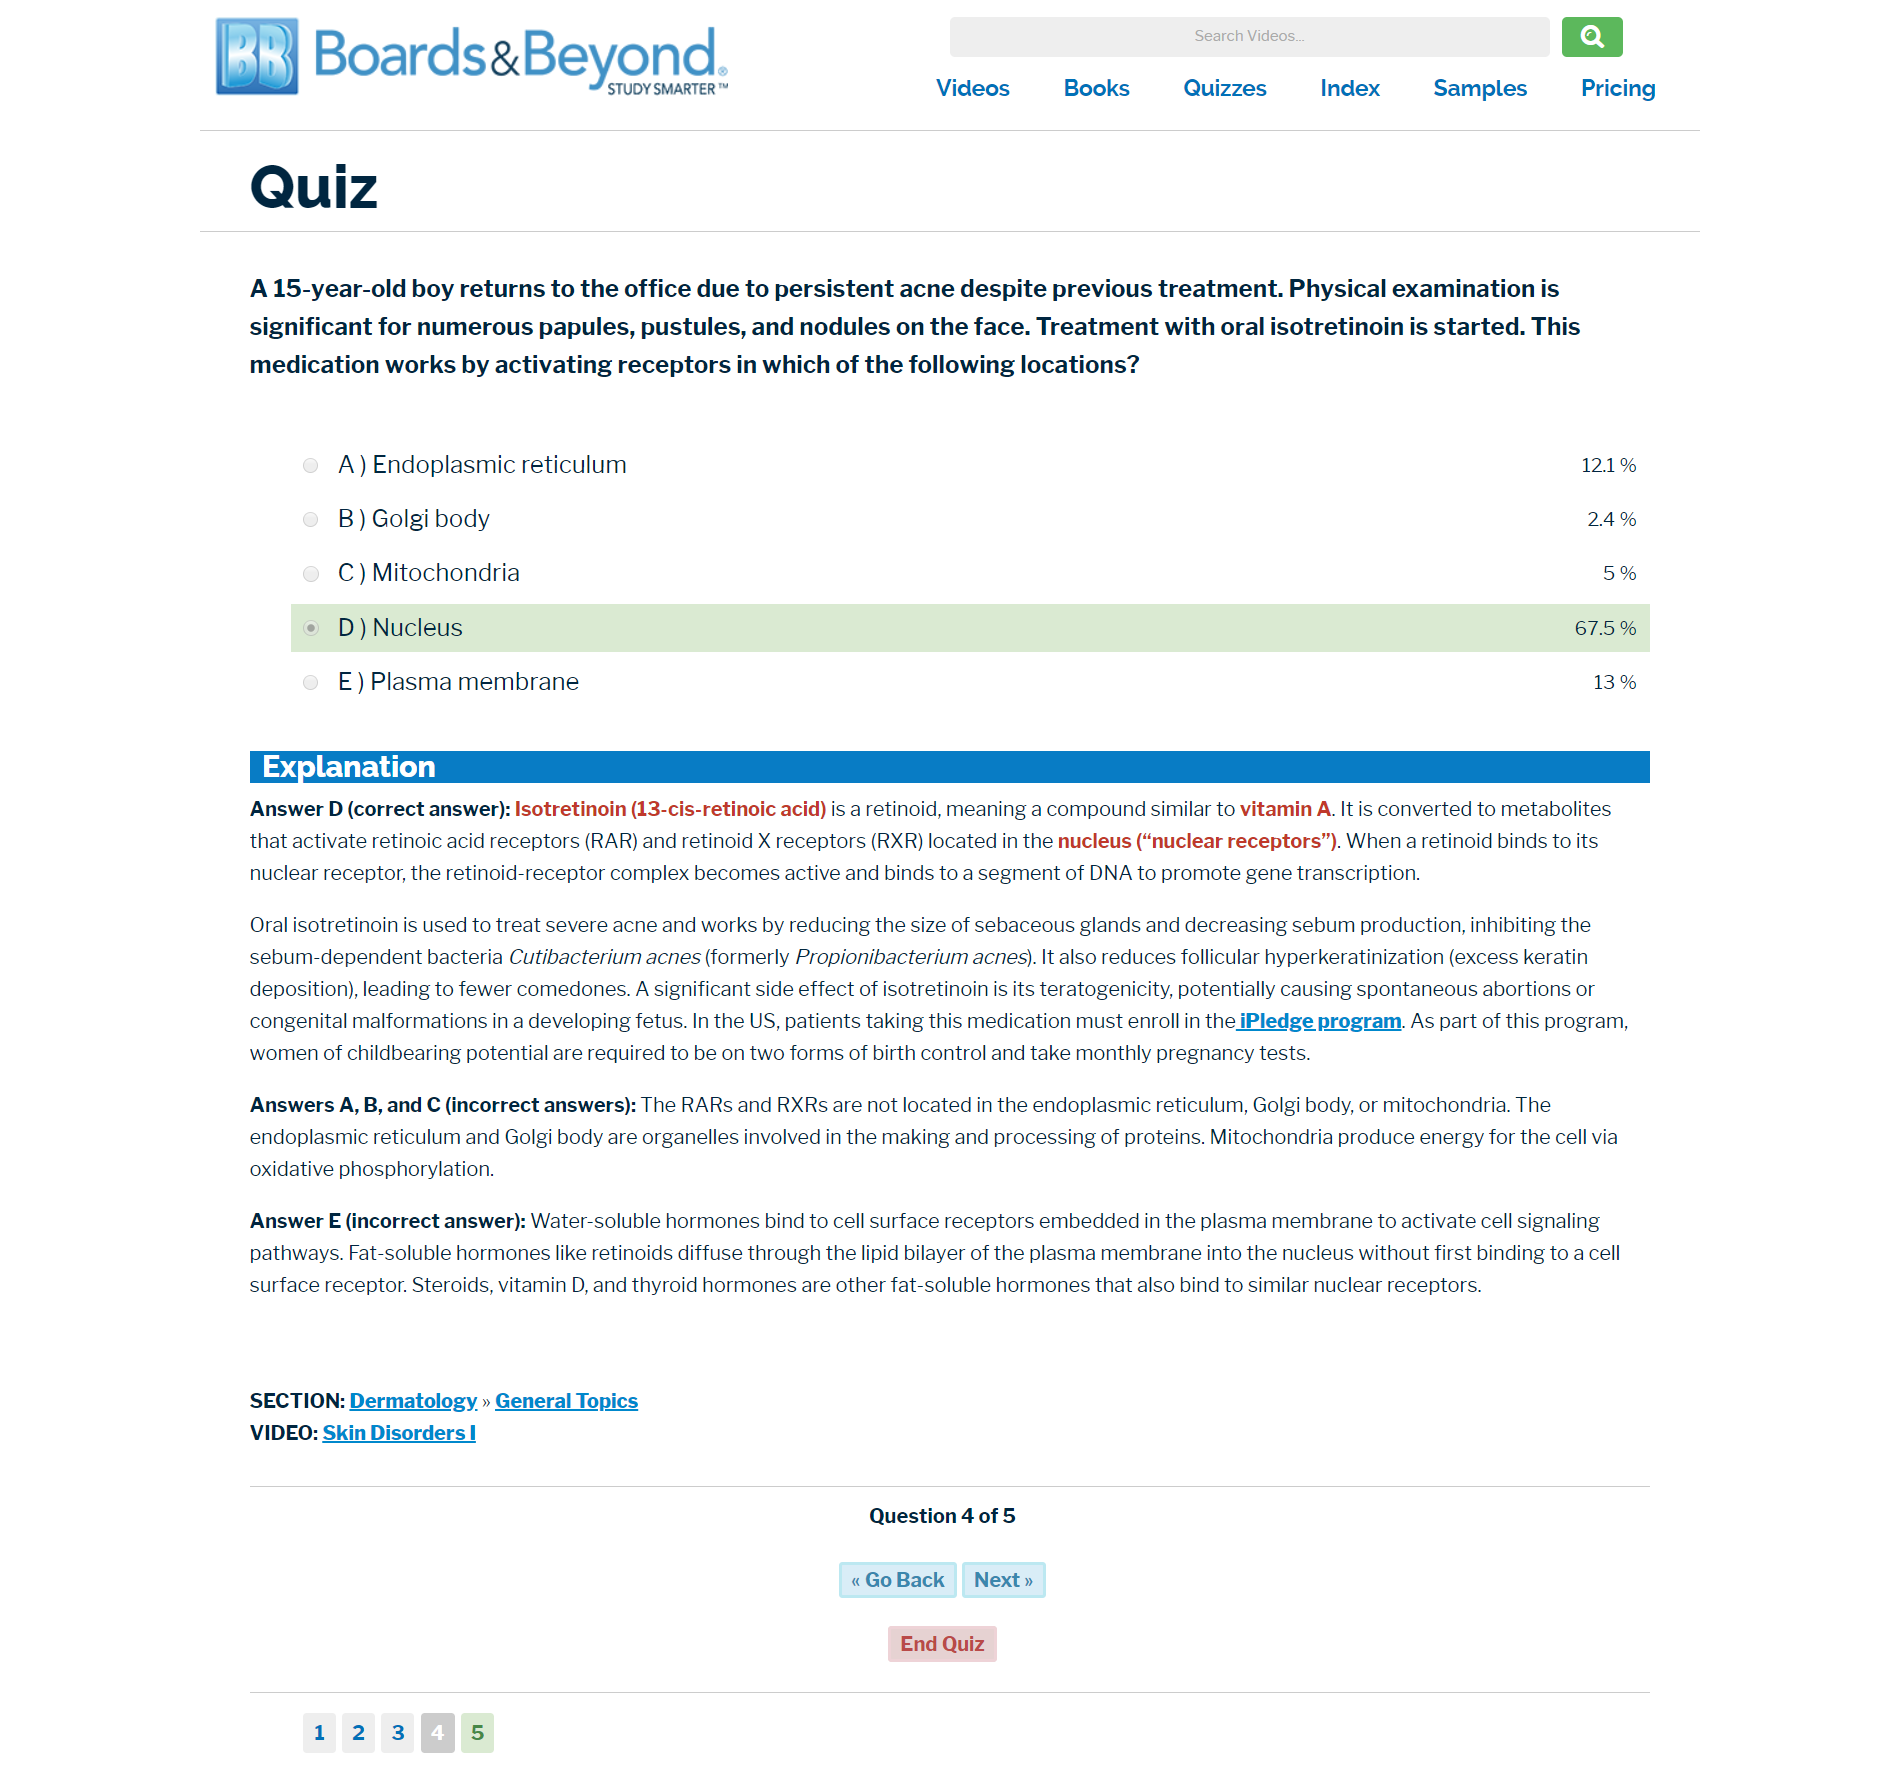 BB Boards&Beyond®
STUDY SMARTER™
Search Videos...
Videos Books Quizzes Index Samples Pricing
Quiz
A 15-year-old boy returns to the office due to persistent acne despite previous treatment. Physical examination is
significant for numerous papules, pustules, and nodules on the face. Treatment with oral isotretinoin is started. This
medication works by activating receptors in which of the following locations?
A ) Endoplasmic reticulum 12.1 %
B ) Golgi body 2.4 %
C ) Mitochondria 5 %
D ) Nucleus 67.5 %
E ) Plasma membrane 13 %
Explanation
Answer D (correct answer): Isotretinoin (13-cis-retinoic acid) is a retinoid, meaning a compound similar to vitamin A. It is converted to metabolites
that activate retinoic acid receptors (RAR) and retinoid X receptors (RXR) located in the nucleus (“nuclear receptors”). When a retinoid binds to its
nuclear receptor, the retinoid-receptor complex becomes active and binds to a segment of DNA to promote gene transcription.
Oral isotretinoin is used to treat severe acne and works by reducing the size of sebaceous glands and decreasing sebum production, inhibiting the
sebum-dependent bacteria Cutibacterium acnes (formerly Propionibacterium acnes). It also reduces follicular hyperkeratinization (excess keratin
deposition), leading to fewer comedones. A significant side effect of isotretinoin is its teratogenicity, potentially causing spontaneous abortions or
congenital malformations in a developing fetus. In the US, patients taking this medication must enroll in the iPledge program. As part of this program,
women of childbearing potential are required to be on two forms of birth control and take monthly pregnancy tests.
Answers A, B, and C (incorrect answers): The RARs and RXRs are not located in the endoplasmic reticulum, Golgi body, or mitochondria. The
endoplasmic reticulum and Golgi body are organelles involved in the making and processing of proteins. Mitochondria produce energy for the cell via
oxidative phosphorylation.
Answer E (incorrect answer): Water-soluble hormones bind to cell surface receptors embedded in the plasma membrane to activate cell signaling
pathways. Fat-soluble hormones like retinoids diffuse through the lipid bilayer of the plasma membrane into the nucleus without first binding to a cell
surface receptor. Steroids, vitamin D, and thyroid hormones are other fat-soluble hormones that also bind to similar nuclear receptors.
SECTION: Dermatology » General Topics
VIDEO: Skin Disorders I
Question 4 of 5
« Go Back Next »
End Quiz
1 2 3 4 5